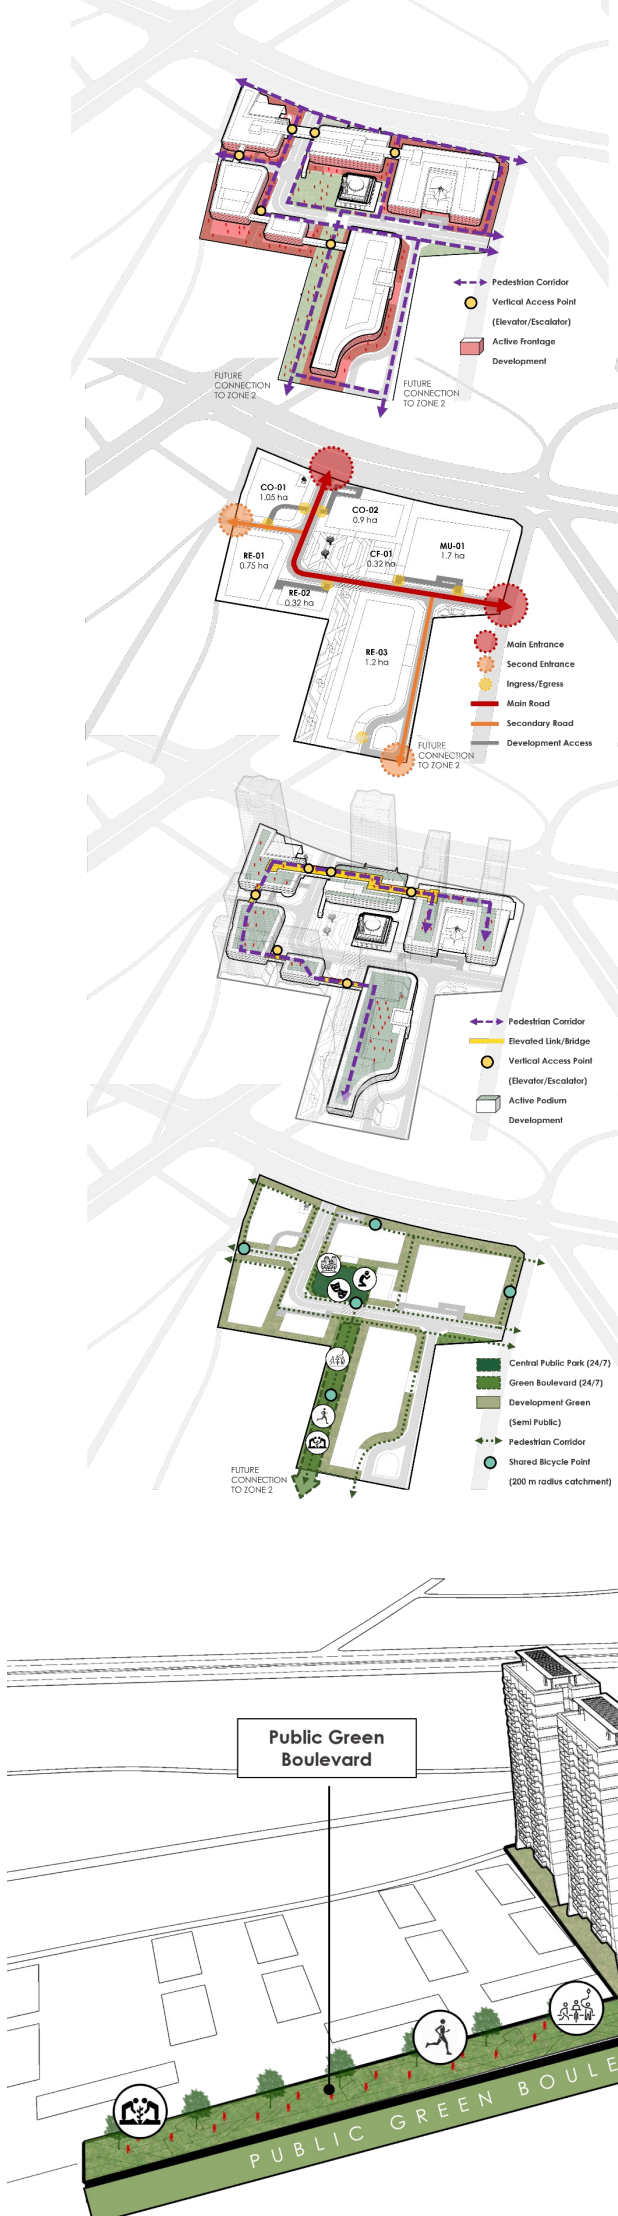 Pedestrian Corridor
Vertical Access Point
(Elevator/Escalator)
Active Frontage
Development
FUTURE
CONNECTION
TO ZONE 2
FUTURE
CONNECTION
TO ZONE 2
CO-01
1.05 ha
CO-02
0.9 ha
MU-01
1.7 ha
CF-01
0.32 ha
RE-01
0.75 ha
RE-02
0.32 ha
RE-03
1.2 ha
Main Entrance
Second Entrance
Ingress/Egress
Main Road
Secondary Road
Development Access
FUTURE
CONNECTION
TO ZONE 2
Pedestrian Corridor
Elevated Link/Bridge
Vertical Access Point
(Elevator/Escalator)
Active Podium
Development
Central Public Park (24/7)
Green Boulevard (24/7)
Development Green
(Semi Public)
Pedestrian Corridor
Shared Bicycle Point
(200 m radius catchment)
FUTURE
CONNECTION
TO ZONE 2
Public Green
Boulevard
PUBLIC GREEN BOULE